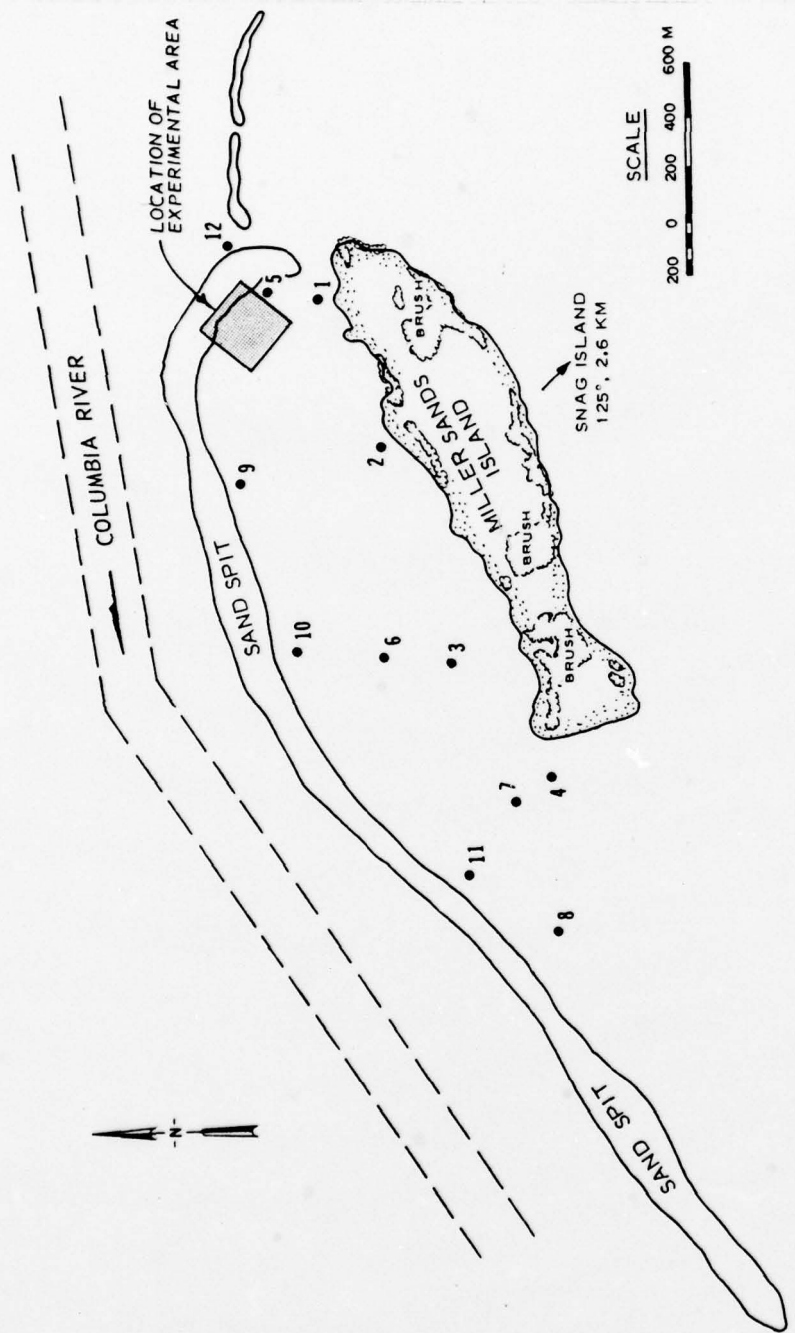 LOCATION OF
EXPERIMENTAL AREA
COLUMBIA RIVER
12
5
1
SAND SPIT
9
2
10
6
3
MILLER SANDS
ISLAND
BRUSH
BRUSH
BRUSH
7
4
11
8
SNAG ISLAND
125°, 2.6 KM
SCALE
200 0 200 400 600 M
-N-
SAND SPIT